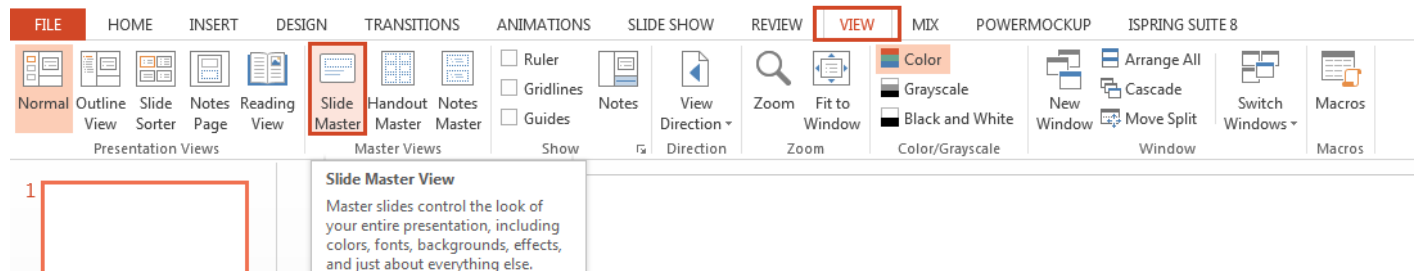 FILE HOME INSERT DESIGN TRANSITIONS ANIMATIONS SLIDE SHOW REVIEW VIEW MIX POWERMOCKUP ISPRING SUITE 8
Normal
Outline
View
Slide
Sorter
Notes
Page
Reading
View
Presentation Views
Slide
Master
Handout
Master
Notes
Master
Master Views
Ruler
Gridlines
Guides
Show
Notes
View
Direction
Direction
Zoom
Fit to
Window
Zoom
Color
Grayscale
Black and White
Color/Grayscale
New
Window
Arrange All
Cascade
Move Split
Switch
Windows
Window
Macros
Macros
1
Slide Master View
Master slides control the look of
your entire presentation, including
colors, fonts, backgrounds, effects,
and just about everything else.